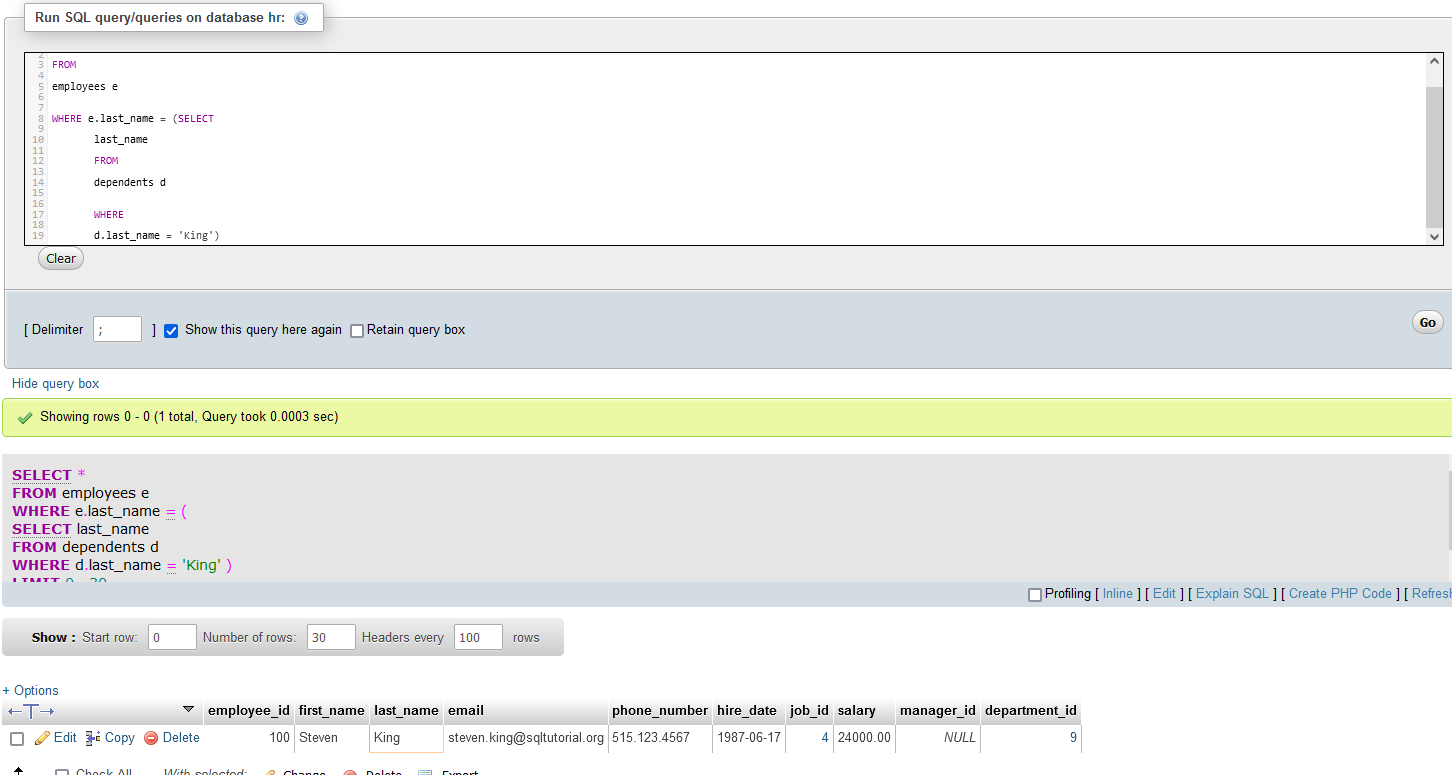 Run SQL query/queries on database hr:
2
3 FROM
4
5 employees e
6
7
8 WHERE e.last_name = (SELECT
9
10 last_name
11
12 FROM
13
14 dependents d
15
16
17 WHERE
18
19 d.last_name = 'King')
Clear
[ Delimiter ; ] Show this query here again Retain query box
Go
Hide query box
Showing rows 0 - 0 (1 total, Query took 0.0003 sec)
SELECT *
FROM employees e
WHERE e.last_name = (
SELECT last_name
FROM dependents d
WHERE d.last_name = 'King' )
LIMIT 0 , 30
Profiling [ Inline ] [ Edit ] [ Explain SQL ] [ Create PHP Code ] [ Refresh
Show : Start row: 0 Number of rows: 30 Headers every 100 rows
+ Options
←T→ employee_id first_name last_name email phone_number hire_date job_id salary manager_id department_id
Edit Copy Delete 100 Steven King steven.king@sqltutorial.org 515.123.4567 1987-06-17 4 24000.00 NULL 9
Check All With selected: Change Delete Export